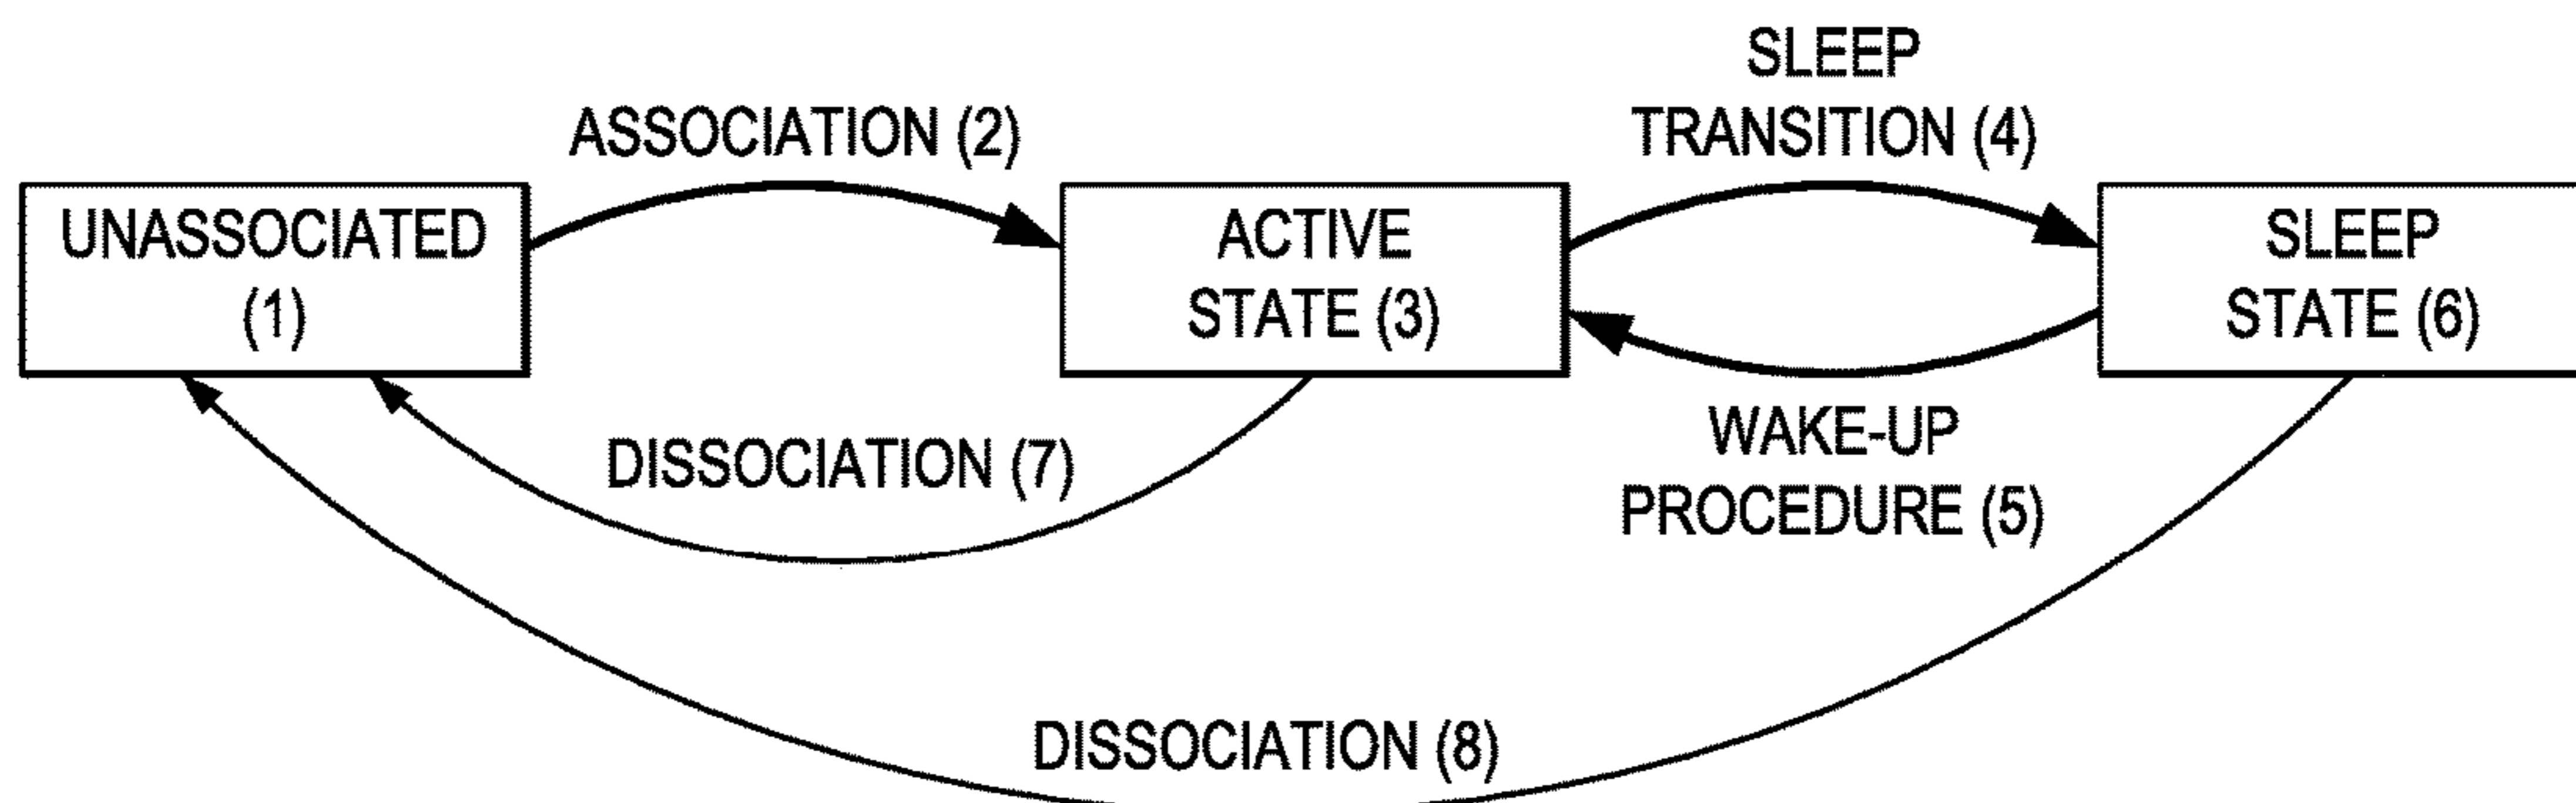 SLEEP
TRANSITION (4)
ASSOCIATION (2)
UNASSOCIATED
(1)
ACTIVE
STATE (3)
SLEEP
STATE (6)
WAKE-UP
PROCEDURE (5)
DISSOCIATION (7)
DISSOCIATION (8)